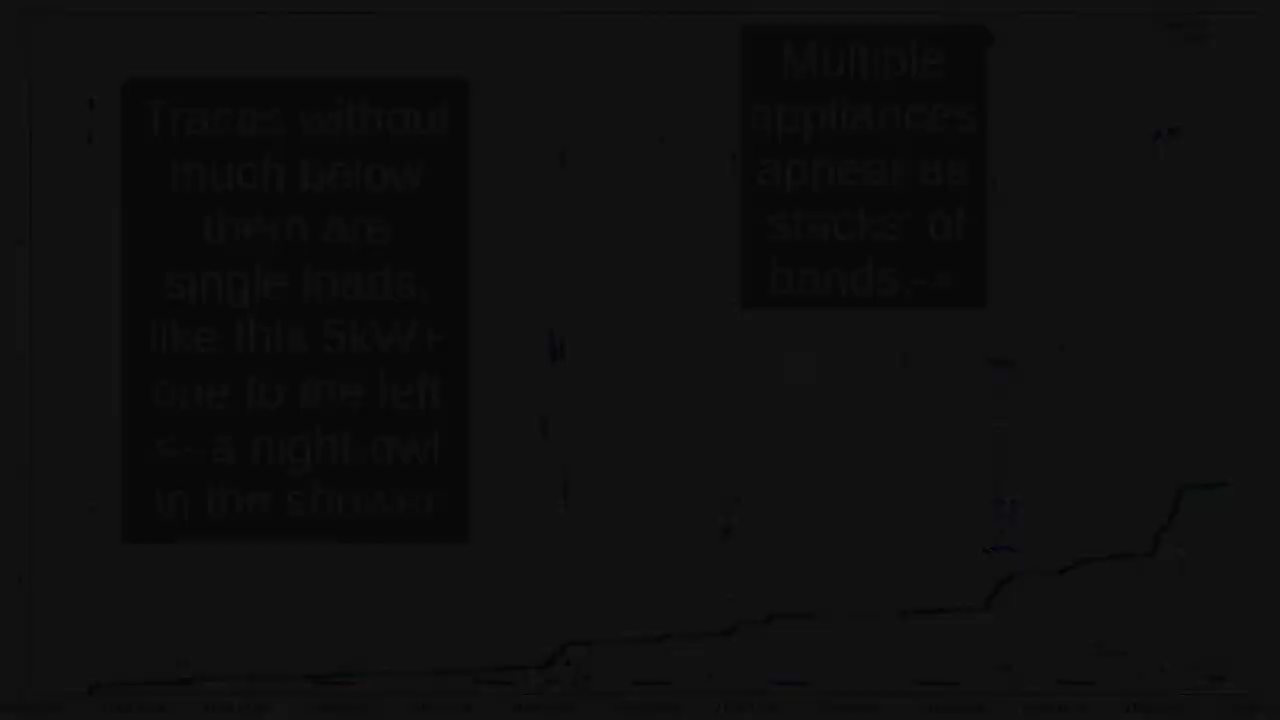 Traces without
much below
them are
single loads,
like this 5kW
one to the left
<-- a night owl
in the shower
Multiple
appliances
appear as
'stacks' of
bands.-->